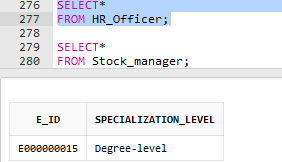 276 SELECT*
277 FROM HR_Officer;
278
279 SELECT*
280 FROM Stock_manager;
E_ID SPECIALIZATION_LEVEL
E000000015 Degree-level